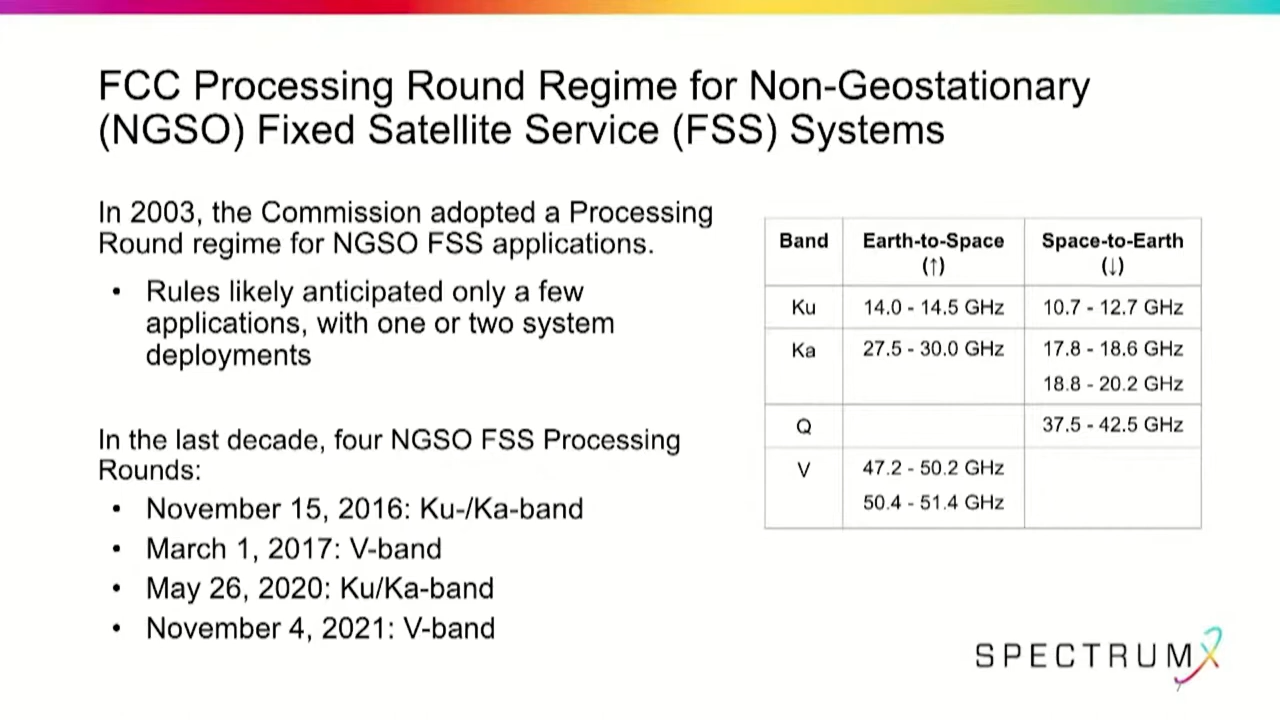 FCC Processing Round Regime for Non-Geostationary
(NGSO) Fixed Satellite Service (FSS) Systems
In 2003, the Commission adopted a Processing
Round regime for NGSO FSS applications.
• Rules likely anticipated only a few
applications, with one or two system
deployments
In the last decade, four NGSO FSS Processing
Rounds:
• November 15, 2016: Ku-/Ka-band
• March 1, 2017: V-band
• May 26, 2020: Ku/Ka-band
• November 4, 2021: V-band
Band Earth-to-Space Space-to-Earth
(↑) (↓)
Ku 14.0 - 14.5 GHz 10.7 - 12.7 GHz
Ka 27.5 - 30.0 GHz 17.8 - 18.6 GHz
18.8 - 20.2 GHz
Q 37.5 - 42.5 GHz
V 47.2 - 50.2 GHz
50.4 - 51.4 GHz
SPECTRUMX